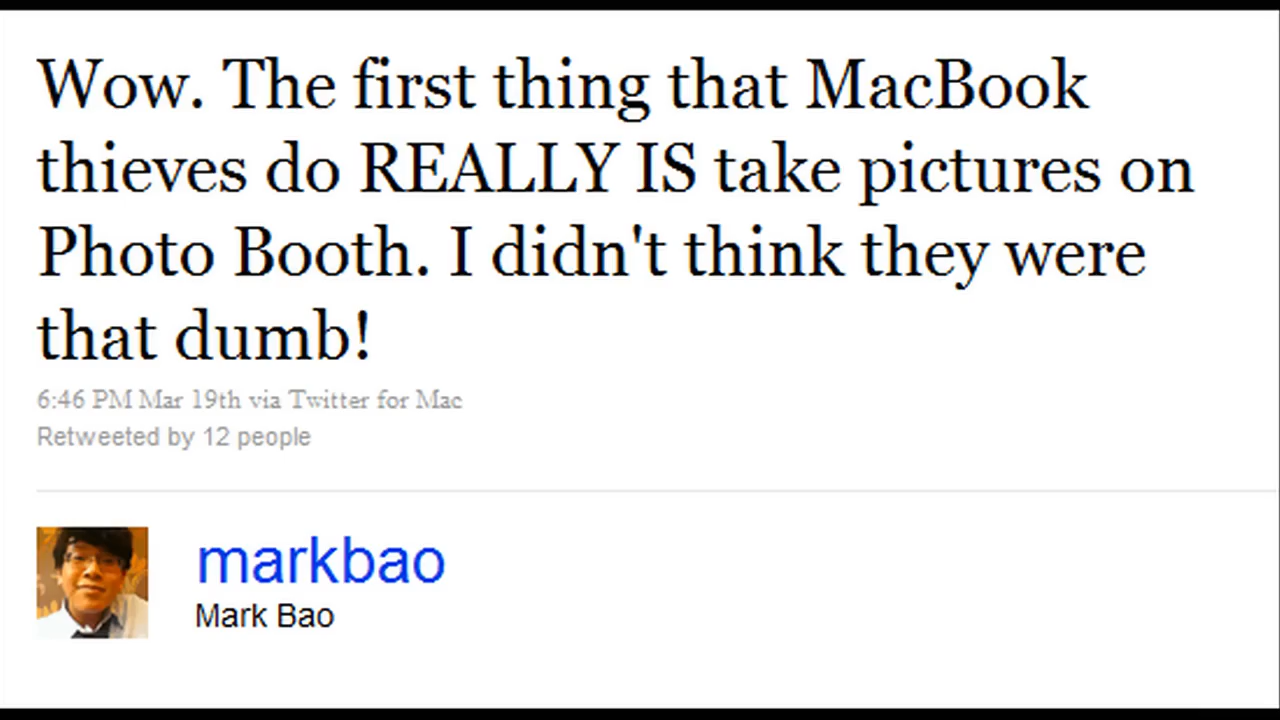 Wow. The first thing that MacBook
thieves do REALLY IS take pictures on
Photo Booth. I didn't think they were
that dumb!
6:46 PM Mar 19th via Twitter for Mac
Retweeted by 12 people
markbao
Mark Bao